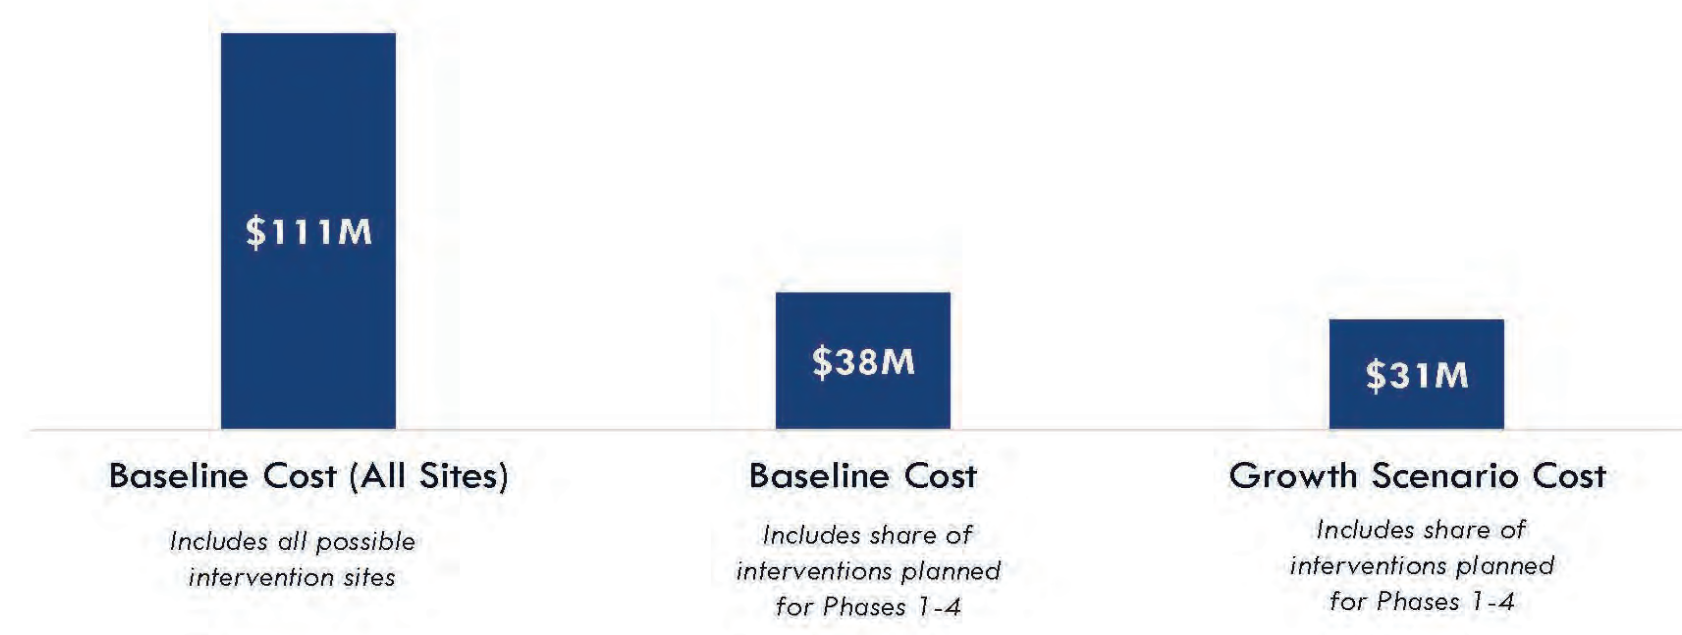 $111M
$38M
$31M
Baseline Cost (All Sites)
Includes all possible
intervention sites
Baseline Cost
Includes share of
interventions planned
for Phases 1-4
Growth Scenario Cost
Includes share of
interventions planned
for Phases 1-4